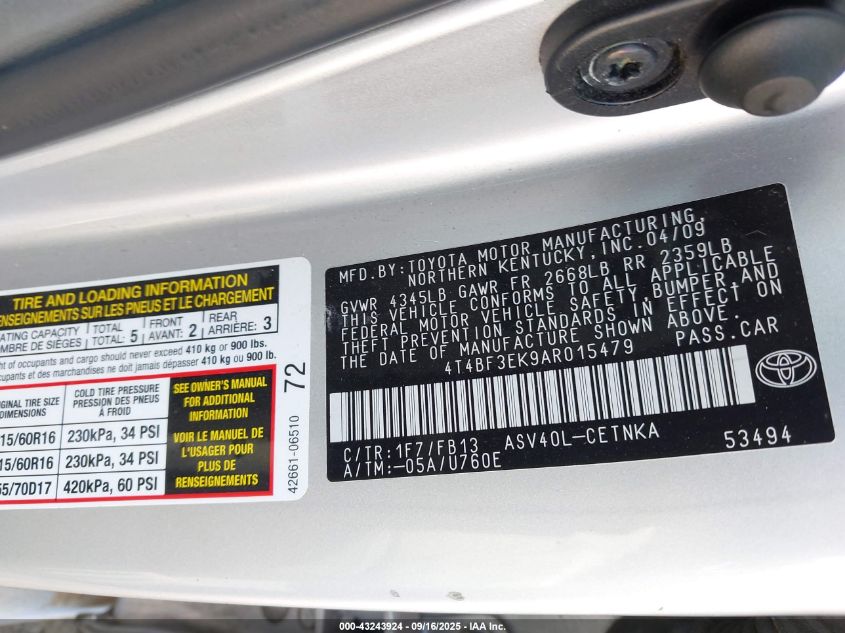 TIRE AND LOADING INFORMATION
RENSEIGNEMENTS SUR LES PNEUS ET LE CHARGEMENT
TOTAL 5 FRONT 2 REAR 3
TOTAL: AVANT: ARRIÈRE:
of occupants and cargo should never exceed 410 kg or 900 lbs.
et des marchandises ne doit jamais dépasser 410 kg ou 900 lb.
TIRE SIZE
DIMENSIONS
COLD TIRE PRESSURE
PRESSION DES PNEUS
À FROID
15/60R16 230kPa, 34 PSI
15/60R16 230kPa, 34 PSI
55/70D17 420kPa, 60 PSI
SEE OWNER'S MANUAL
FOR ADDITIONAL
INFORMATION
VOIR LE MANUEL DE
L'USAGER POUR
PLUS DE
RENSEIGNEMENTS
42661-06510 72
MFD.BY:TOYOTA MOTOR MANUFACTURING,
NORTHERN KENTUCKY, INC.04/09
GVWR 4345LB GAWR FR 2668LB RR 2359LB
THIS VEHICLE CONFORMS TO ALL APPLICABLE
FEDERAL MOTOR VEHICLE SAFETY,BUMPER,AND
THEFT PREVENTION STANDARDS IN EFFECT ON
THE DATE OF MANUFACTURE SHOWN ABOVE.
4T4BF3EK9AR015479 PASS.CAR
C/TR:1F7/FB13 ASV40L-CETNKA
A/TM:-05A/U760E 53494
000-43243924 - 09/16/2025 - IAA Inc.